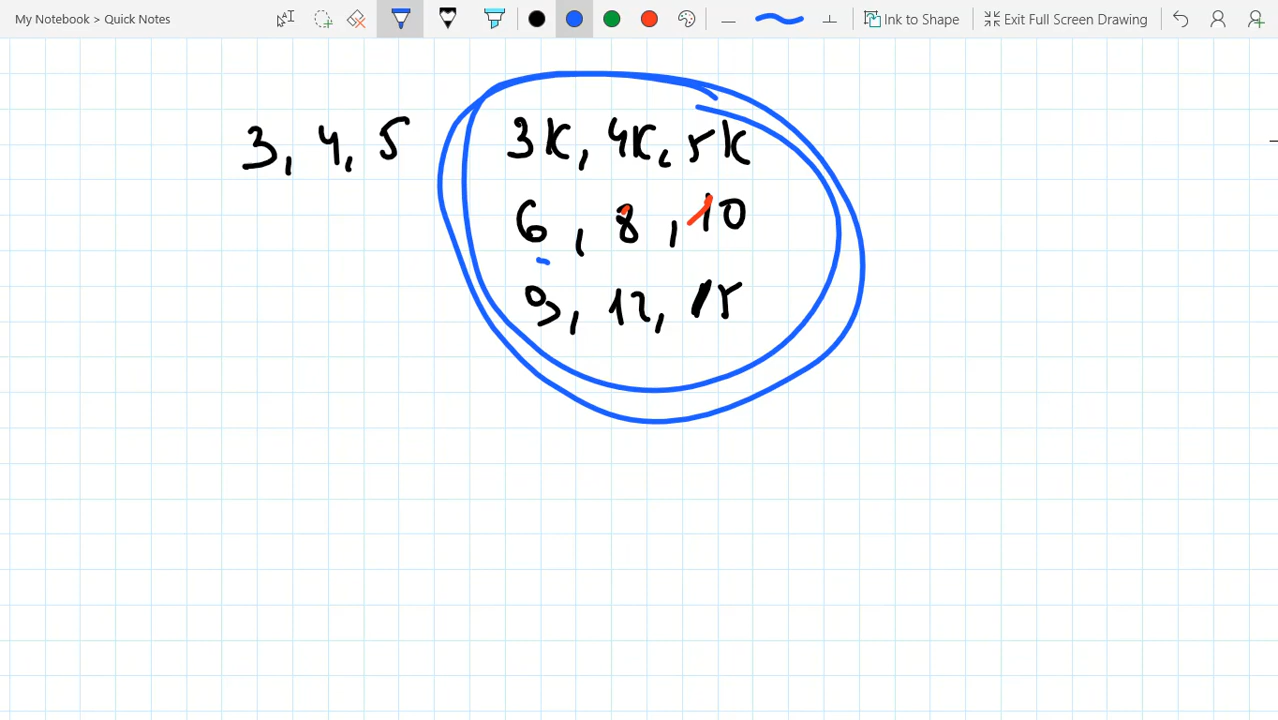 My Notebook > Quick Notes
Ink to Shape
Exit Full Screen Drawing
3, 4, 5
3K, 4K, 5K
6, 8, 10
9, 12, 15